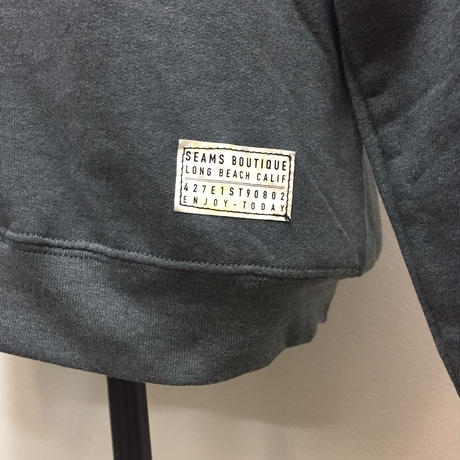 SEAMS BOUTIQUE
LONG BEACH CALIF
427E1ST90802
ENJOY-TODAY